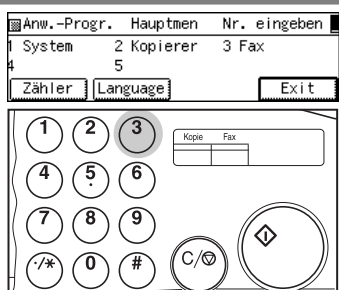 Anw.-Progr. Hauptmen Nr. eingeben
1 System 2 Kopierer 3 Fax
4 5
Zähler Language Exit
1 2 3
Kopie Fax
4 5 6
7 8 9
·/* 0 # C/